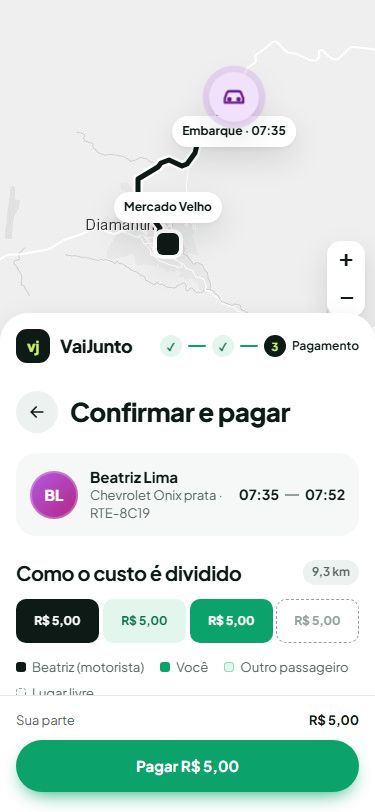 Embarque · 07:35
Mercado Velho
Diamantin
+
−
vj
VaiJunto
✓
✓
3
Pagamento
← Confirmar e pagar
BL
Beatriz Lima
Chevrolet Onix prata ·
RTE-8C19
07:35 — 07:52
Como o custo é dividido
9,3 km
R$ 5,00
R$ 5,00
R$ 5,00
R$ 5,00
Beatriz (motorista)
Você
Outro passageiro
Lugar livre
Sua parte
R$ 5,00
Pagar R$ 5,00